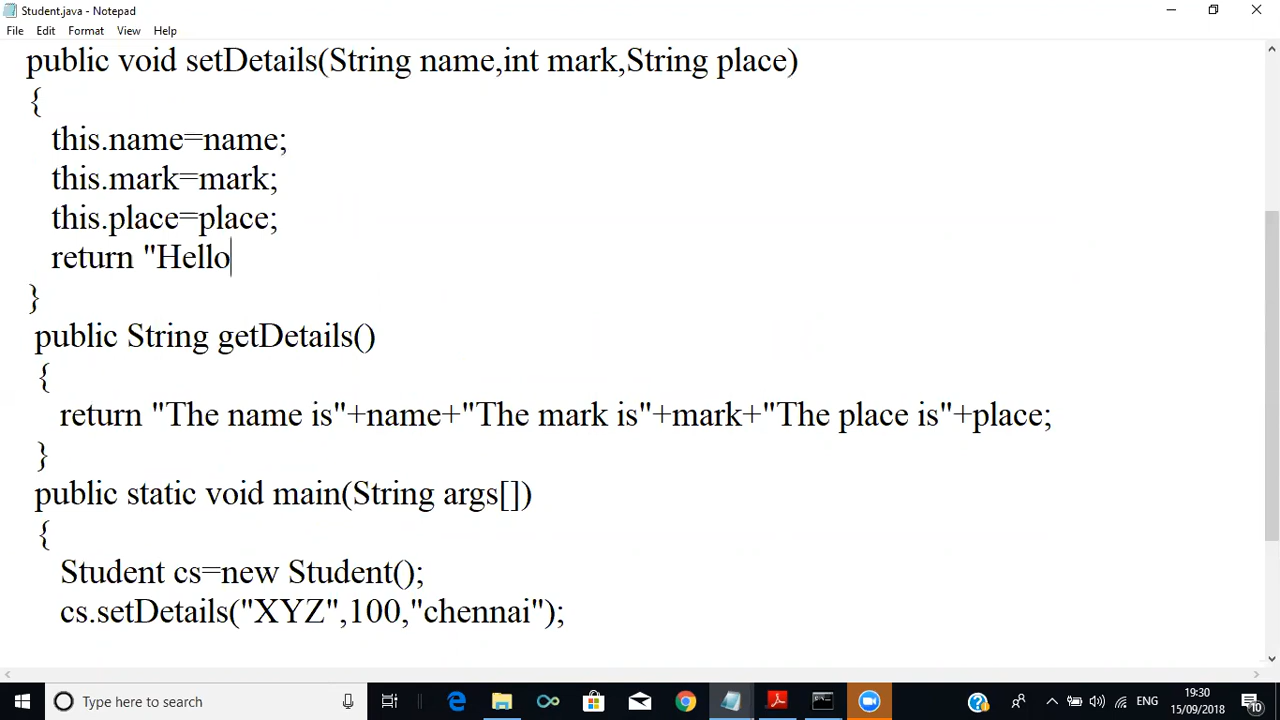 Student.java - Notepad
File Edit Format View Help
public void setDetails(String name,int mark,String place)
{
this.name=name;
this.mark=mark;
this.place=place;
return "Hello
}
public String getDetails()
{
return "The name is"+name+"The mark is"+mark+"The place is"+place;
}
public static void main(String args[])
{
Student cs=new Student();
cs.setDetails("XYZ",100,"chennai");
Type here to search
ENG
19:30
15/09/2018
10